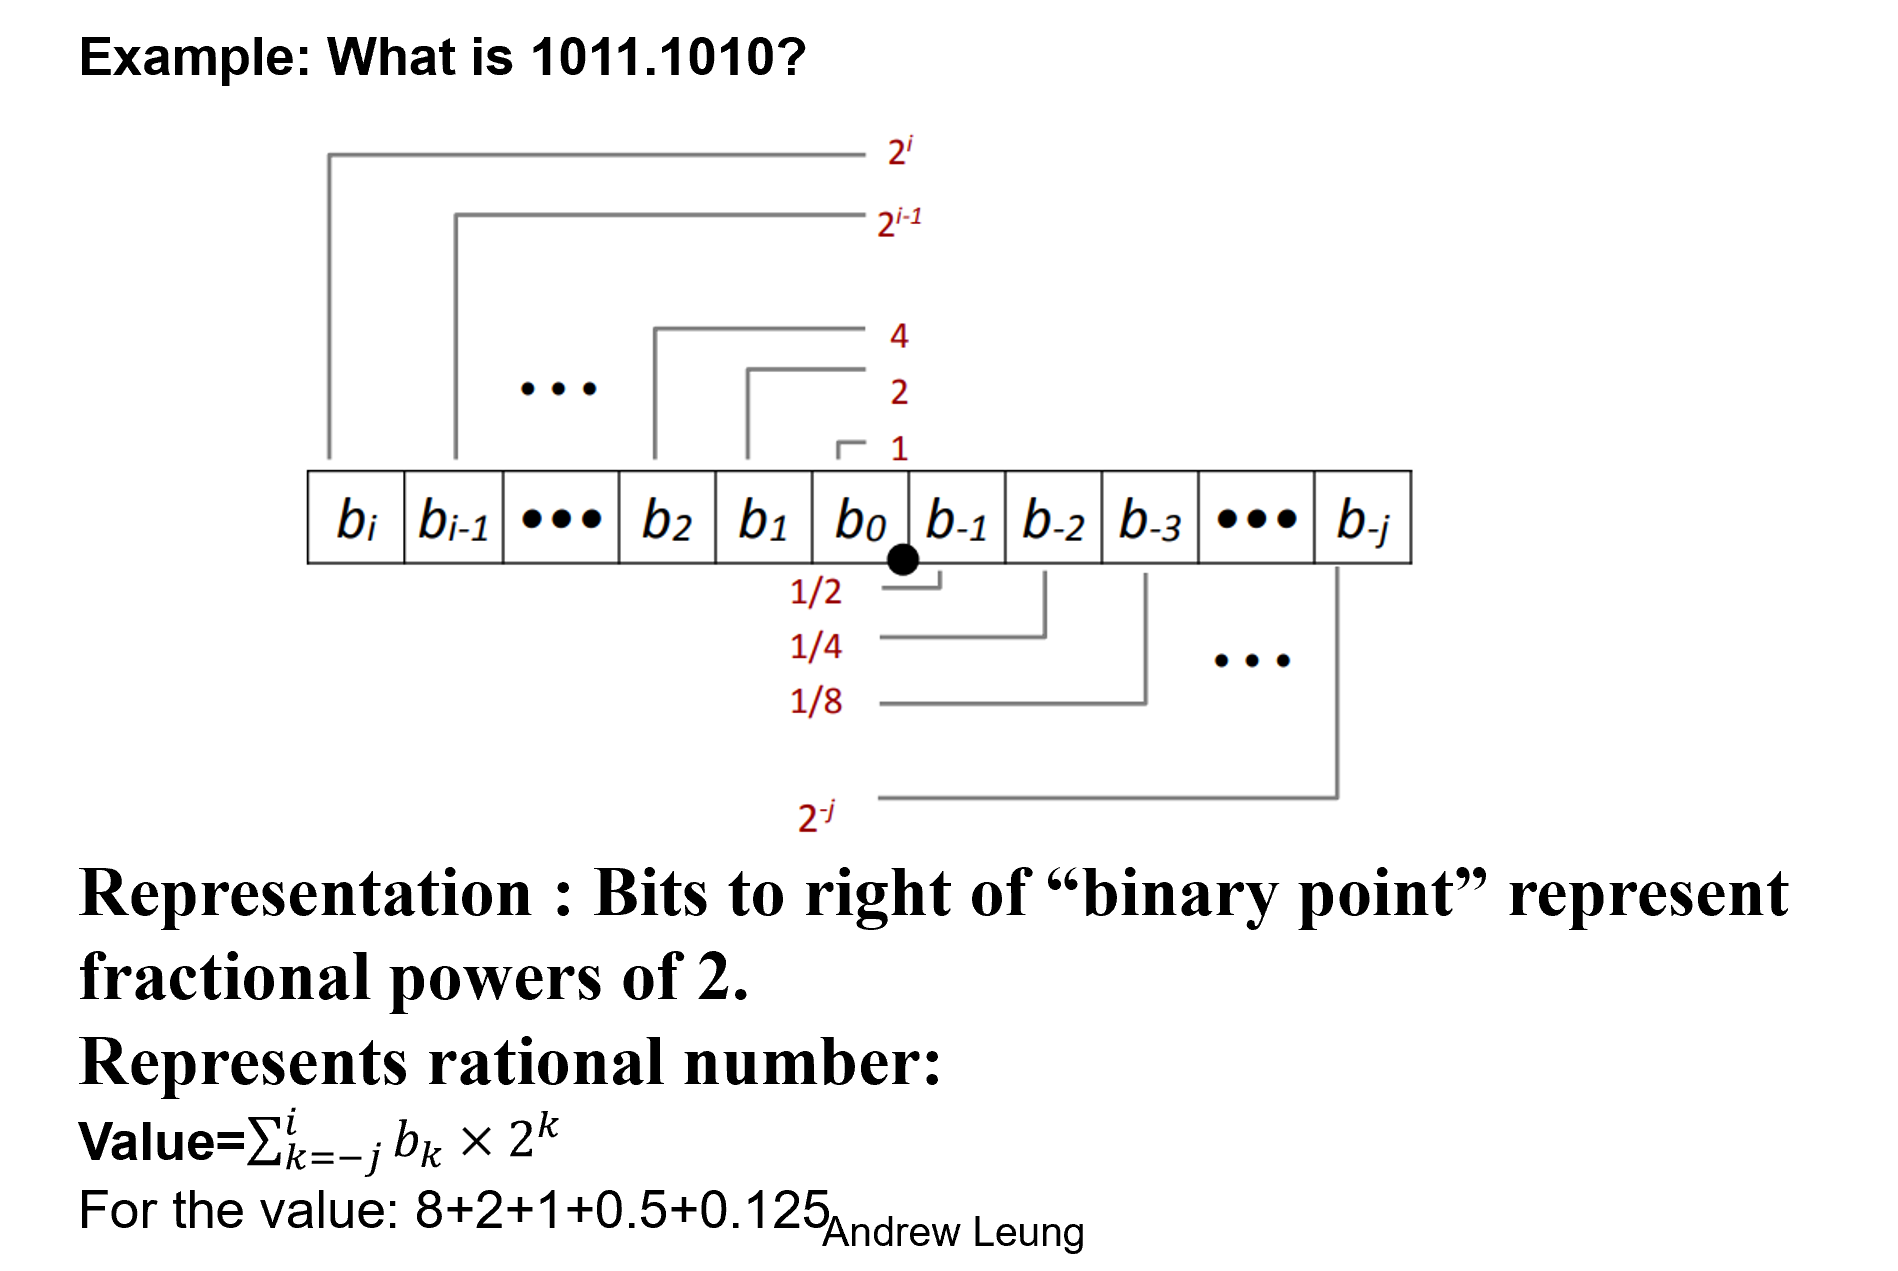 Example: What is 1011.1010?
2^i
2^{i-1}
4
2
1
• • •
b_i b_{i-1} ••• b_2 b_1 b_0 . b_{-1} b_{-2} b_{-3} ••• b_{-j}
1/2
1/4
1/8
• • •
2^{-j}
Representation : Bits to right of “binary point” represent
fractional powers of 2.
Represents rational number:
Value=∑_{k=−j}^{i} b_k × 2^k
For the value: 8+2+1+0.5+0.125
Andrew Leung